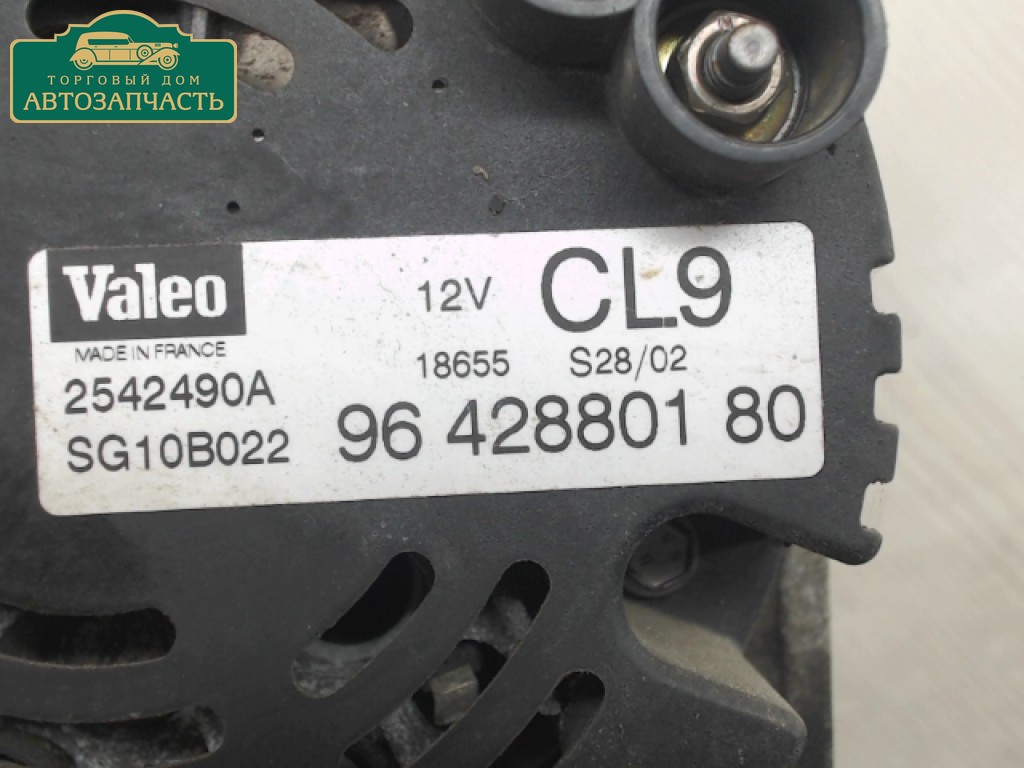 ТОРГОВЫЙ ДОМ
АВТОЗАПЧАСТЬ
Valeo
12V
CL9
MADE IN FRANCE
18655
S28/02
2542490A
SG10B022
96 428801 80